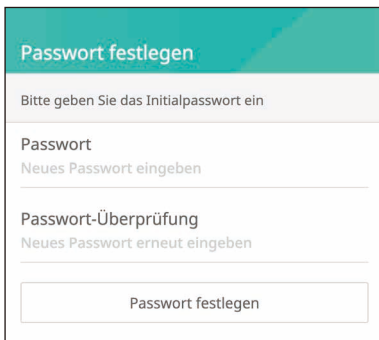 Passwort festlegen
Bitte geben Sie das Initialpasswort ein
Passwort
Neues Passwort eingeben
Passwort-Überprüfung
Neues Passwort erneut eingeben
Passwort festlegen